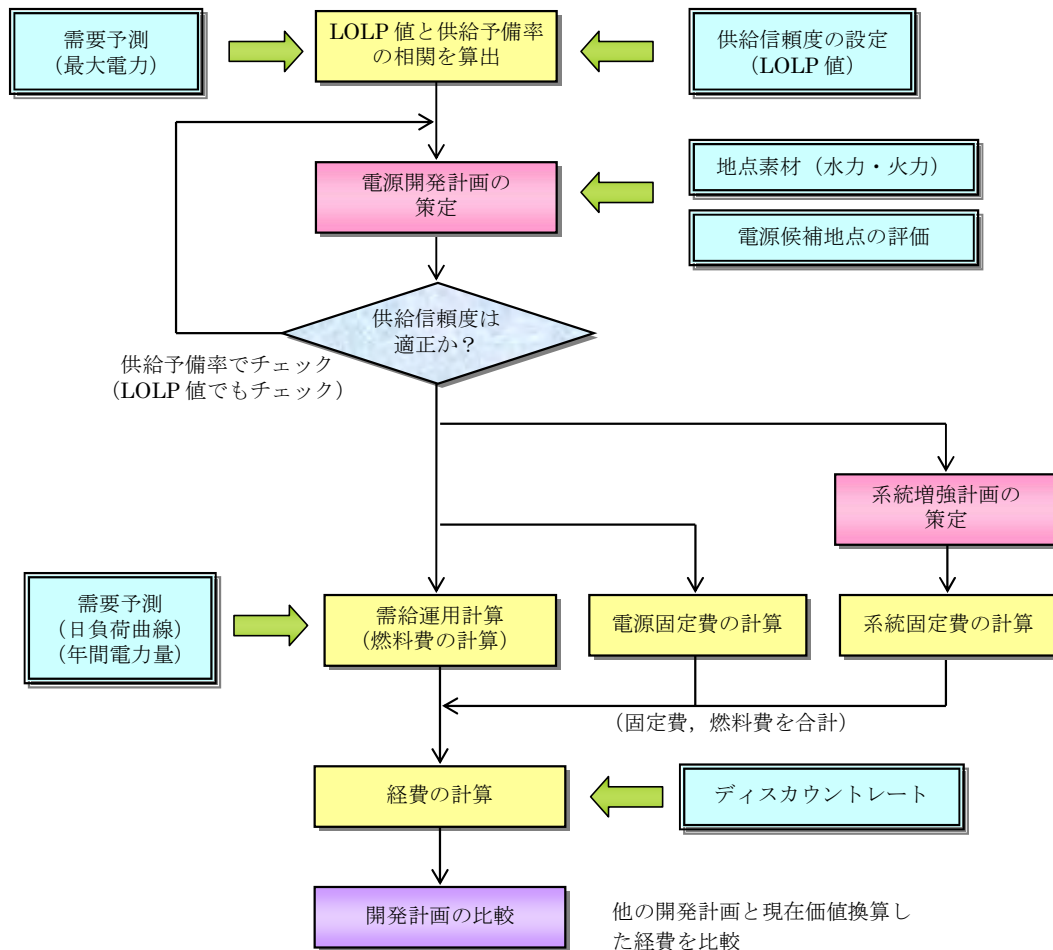 需要予測
（最大電力）
LOLP 値と供給予備率
の相関を算出
供給信頼度の設定
（LOLP 値）
電源開発計画の
策定
地点素材（水力・火力）
電源候補地点の評価
供給信頼度は
適正か？
供給予備率でチェック
（LOLP 値でもチェック）
系統増強計画の
策定
需要予測
（日負荷曲線）
（年間電力量）
需給運用計算
（燃料費の計算）
電源固定費の計算
系統固定費の計算
（固定費，燃料費を合計）
経費の計算
ディスカウントレート
開発計画の比較
他の開発計画と現在価値換算し
た経費を比較